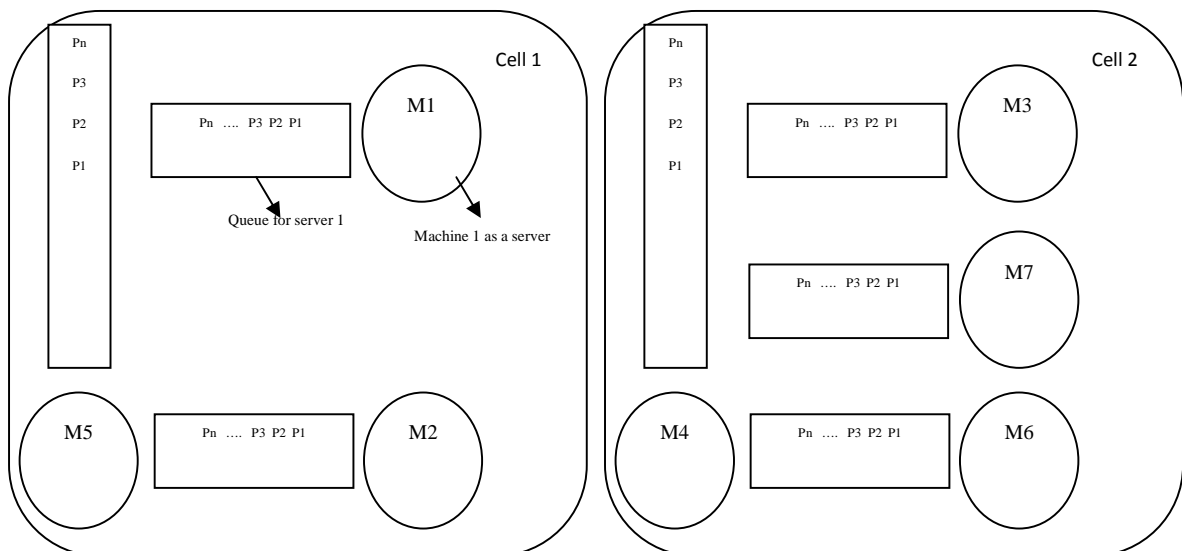 Cell 1
Pn
P3
P2
P1
Pn …. P3 P2 P1
M1
Queue for server 1
Machine 1 as a server
M5
Pn …. P3 P2 P1
M2
Cell 2
Pn
P3
P2
P1
Pn …. P3 P2 P1
M3
Pn …. P3 P2 P1
M7
M4
Pn …. P3 P2 P1
M6